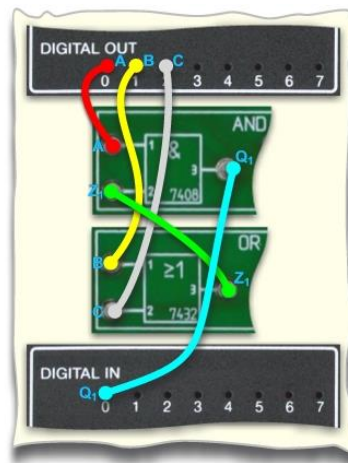 DIGITAL OUT
A B C
0 1 2 3 4 5 6 7
AND
A 1 & Q1
3
Z1 2 7408
OR
B 1 ≥1 Z1
3
C 2 7432
DIGITAL IN
Q1
0 1 2 3 4 5 6 7